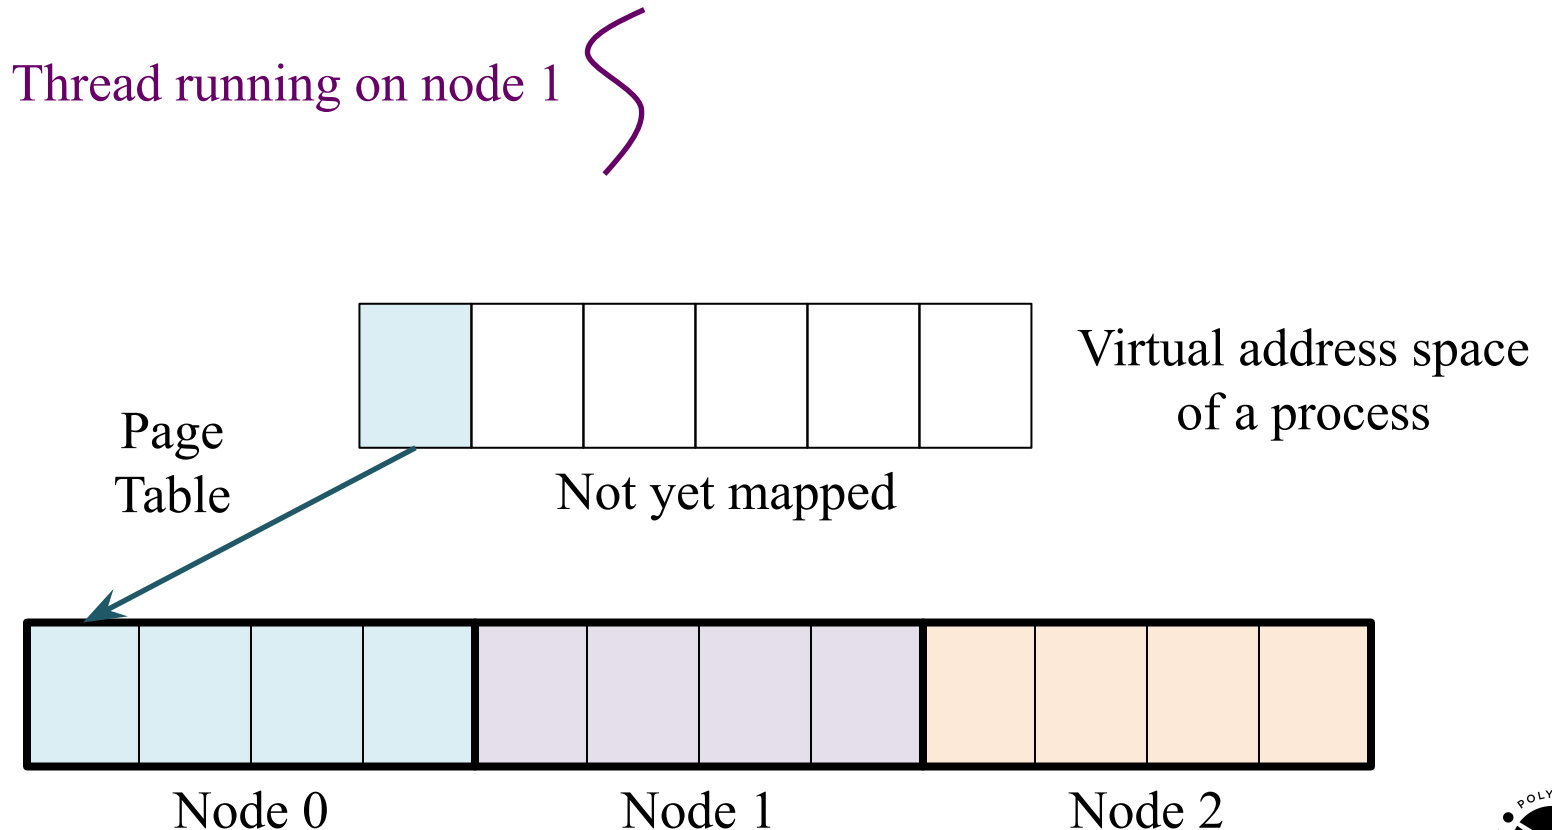 Thread running on node 1
Virtual address space
of a process
Page
Table
Not yet mapped
Node 0
Node 1
Node 2
POLY